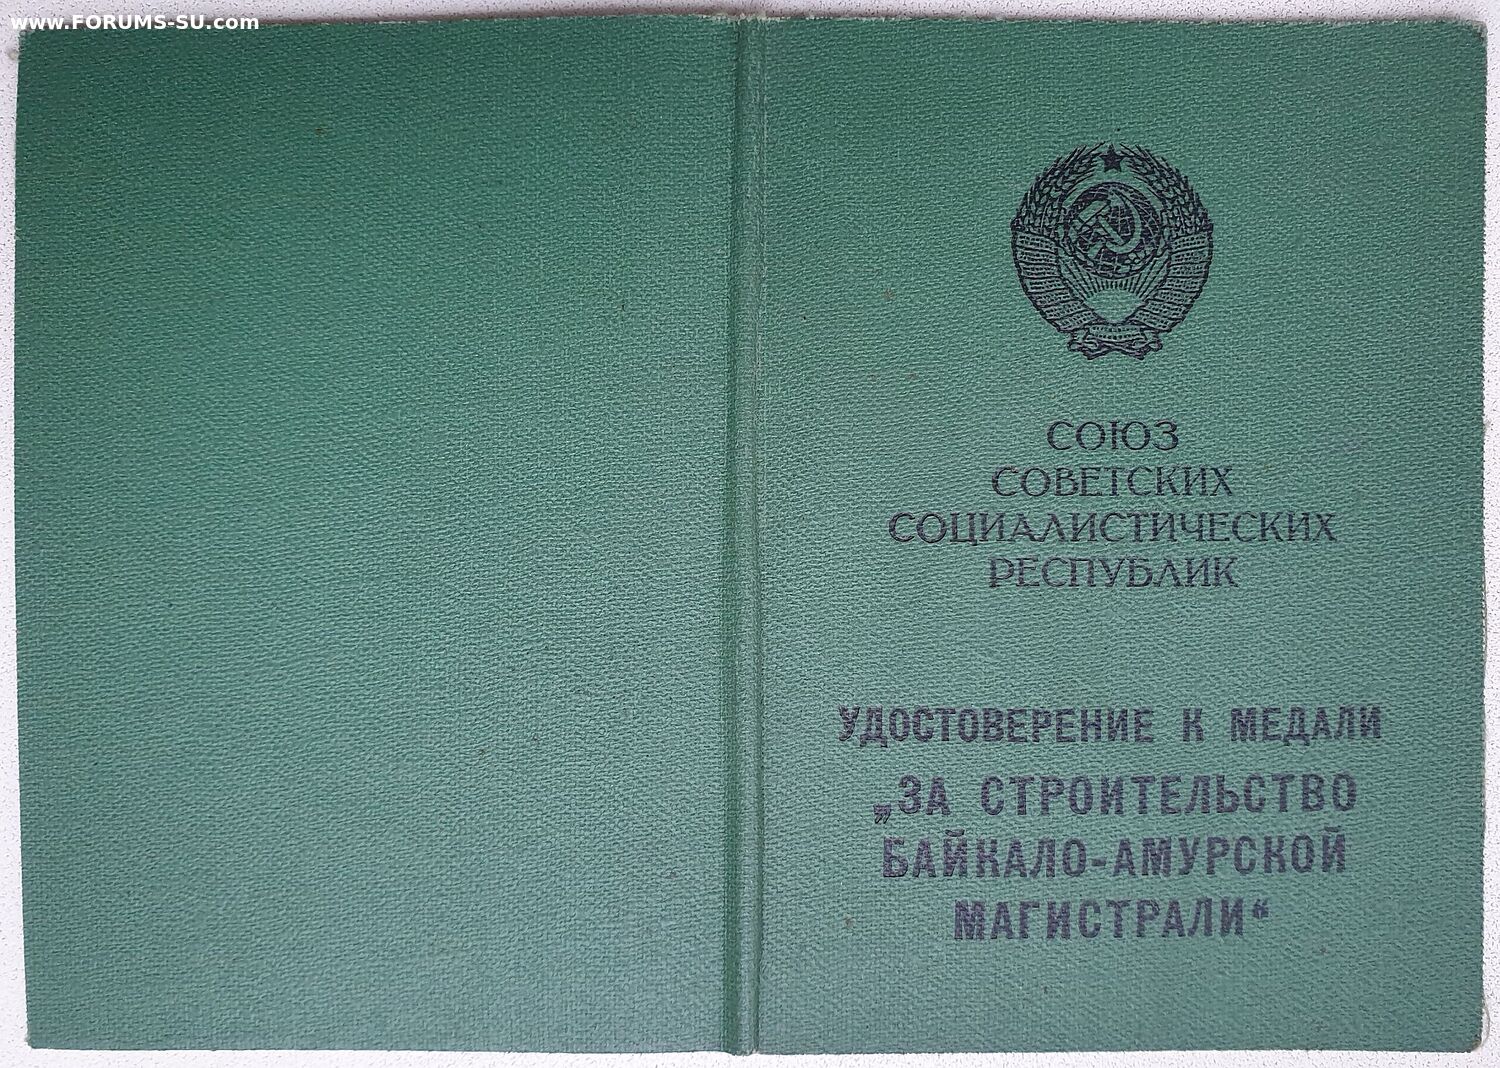 www.FORUMS-SU.com
СОЮЗ
СОВЕТСКИХ
СОЦИАЛИСТИЧЕСКИХ
РЕСПУБЛИК
УДОСТОВЕРЕНИЕ К МЕДАЛИ
„ЗА СТРОИТЕЛЬСТВО
БАЙКАЛО-АМУРСКОЙ
МАГИСТРАЛИ“